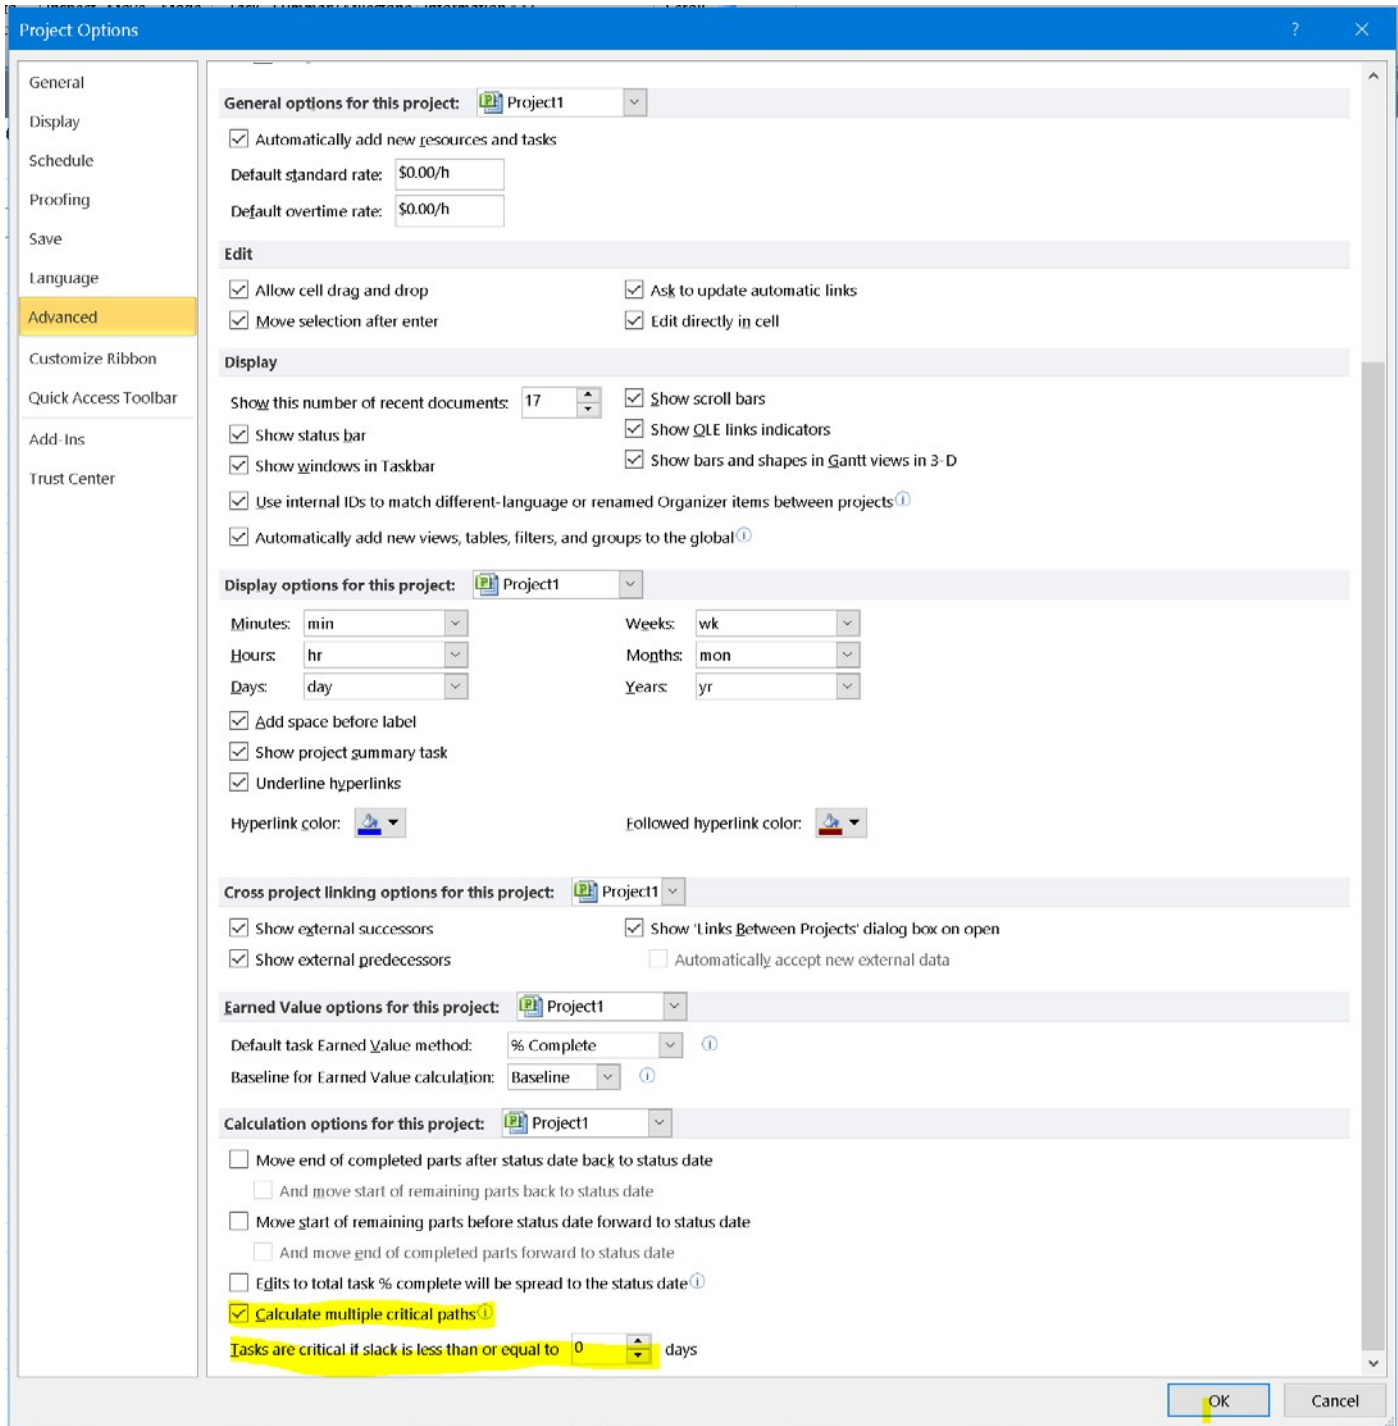 Project Options
General
Display
Schedule
Proofing
Save
Language
Advanced
Customize Ribbon
Quick Access Toolbar
Add-Ins
Trust Center
General options for this project: Project1
Automatically add new resources and tasks
Default standard rate: $0.00/h
Default overtime rate: $0.00/h
Edit
Allow cell drag and drop Ask to update automatic links
Move selection after enter Edit directly in cell
Display
Show this number of recent documents: 17 Show scroll bars
Show status bar Show OLE links indicators
Show windows in Taskbar Show bars and shapes in Gantt views in 3-D
Use internal IDs to match different-language or renamed Organizer items between projects
Automatically add new views, tables, filters, and groups to the global
Display options for this project: Project1
Minutes: min Weeks: wk
Hours: hr Months: mon
Days: day Years: yr
Add space before label
Show project summary task
Underline hyperlinks
Hyperlink color: Followed hyperlink color:
Cross project linking options for this project: Project1
Show external successors Show 'Links Between Projects' dialog box on open
Show external predecessors Automatically accept new external data
Earned Value options for this project: Project1
Default task Earned Value method: % Complete
Baseline for Earned Value calculation: Baseline
Calculation options for this project: Project1
Move end of completed parts after status date back to status date
And move start of remaining parts back to status date
Move start of remaining parts before status date forward to status date
And move end of completed parts forward to status date
Edits to total task % complete will be spread to the status date
Calculate multiple critical paths
Tasks are critical if slack is less than or equal to 0 days
OK Cancel